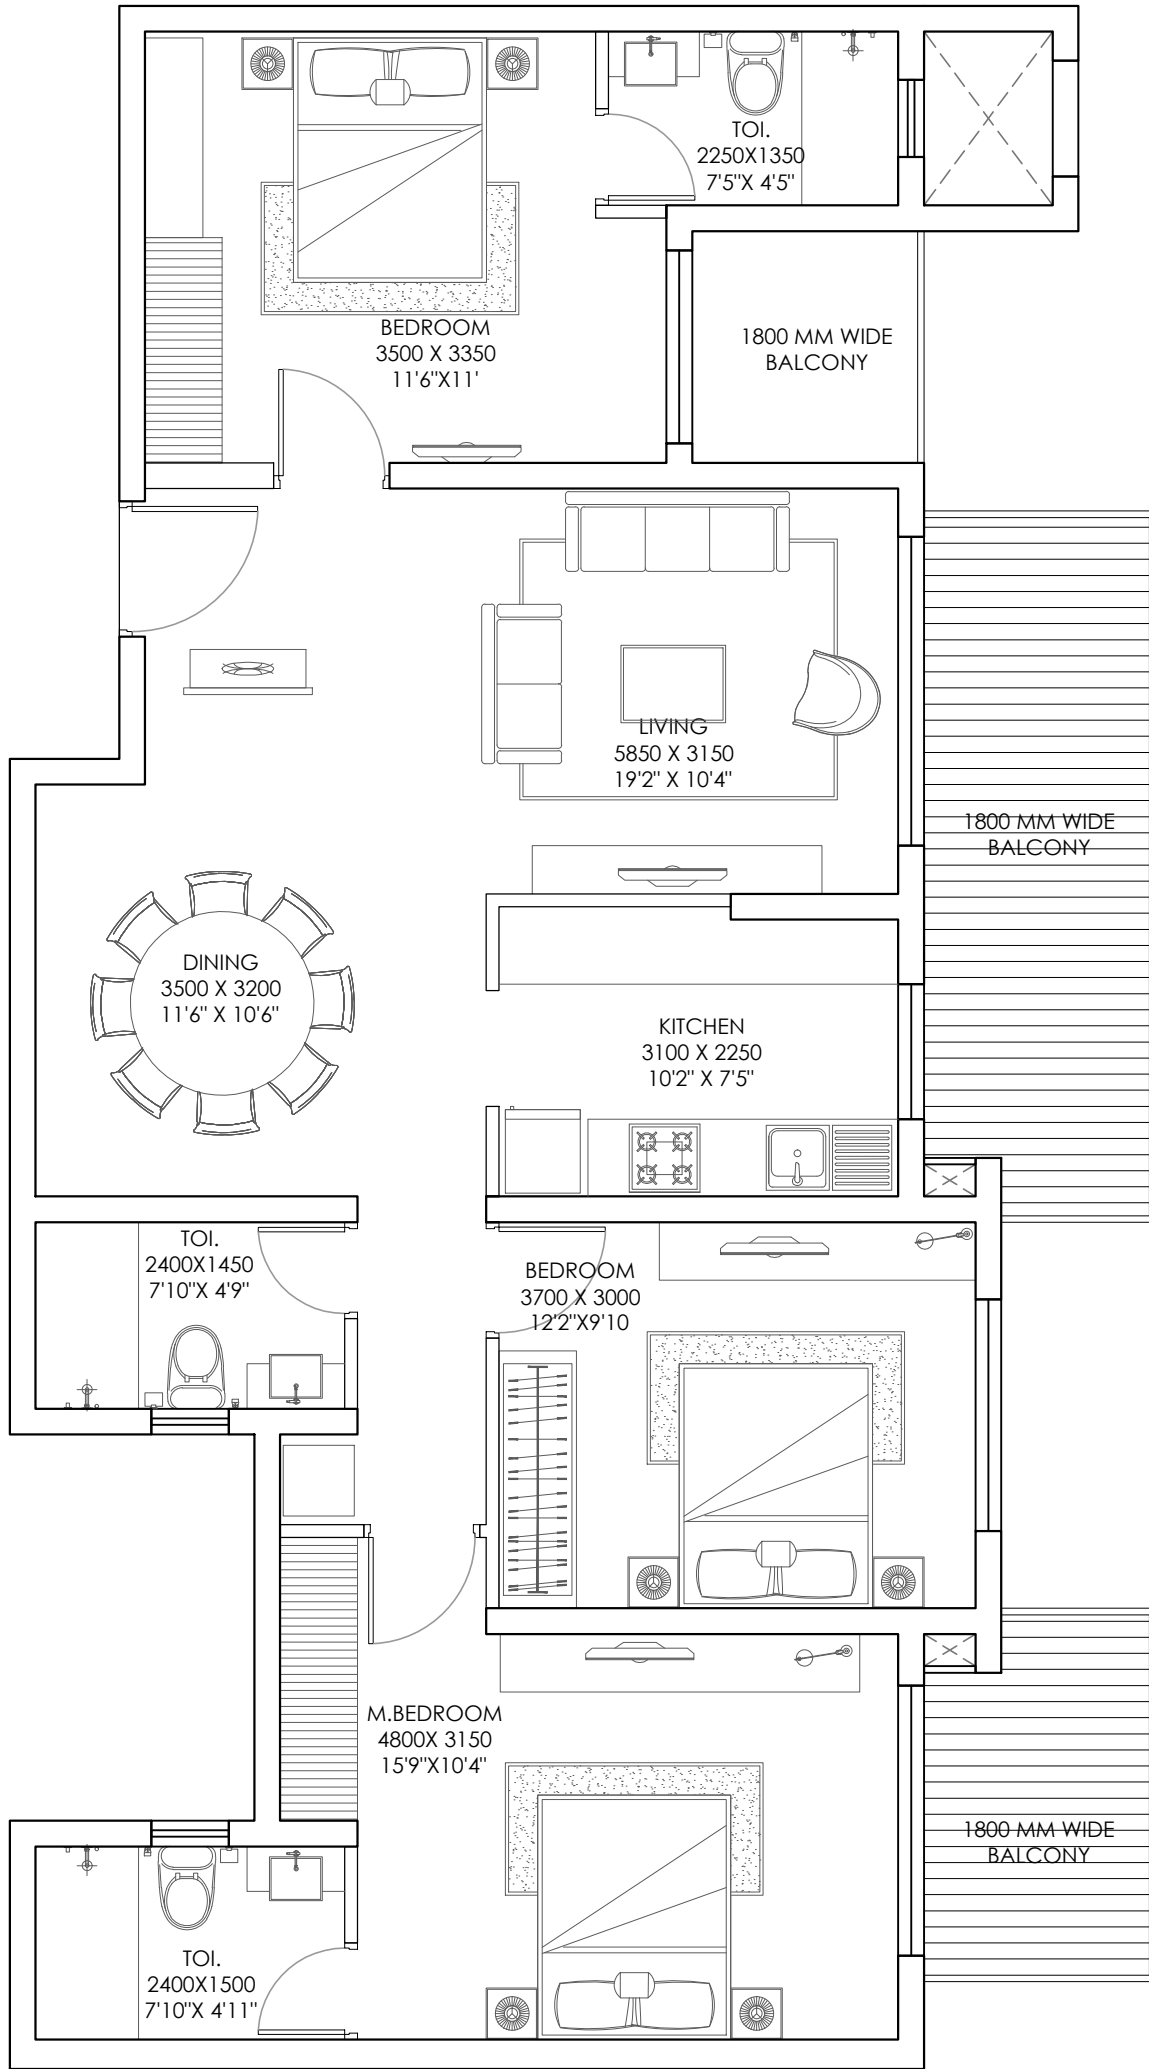 TOI.
2250X1350
7'5"X 4'5"
BEDROOM
3500 X 3350
11'6"X11'
1800 MM WIDE
BALCONY
LIVING
5850 X 3150
19'2" X 10'4"
1800 MM WIDE
BALCONY
DINING
3500 X 3200
11'6" X 10'6"
KITCHEN
3100 X 2250
10'2" X 7'5"
TOI.
2400X1450
7'10"X 4'9"
BEDROOM
3700 X 3000
12'2"X9'10
M.BEDROOM
4800X 3150
15'9"X10'4"
1800 MM WIDE
BALCONY
TOI.
2400X1500
7'10"X 4'11"